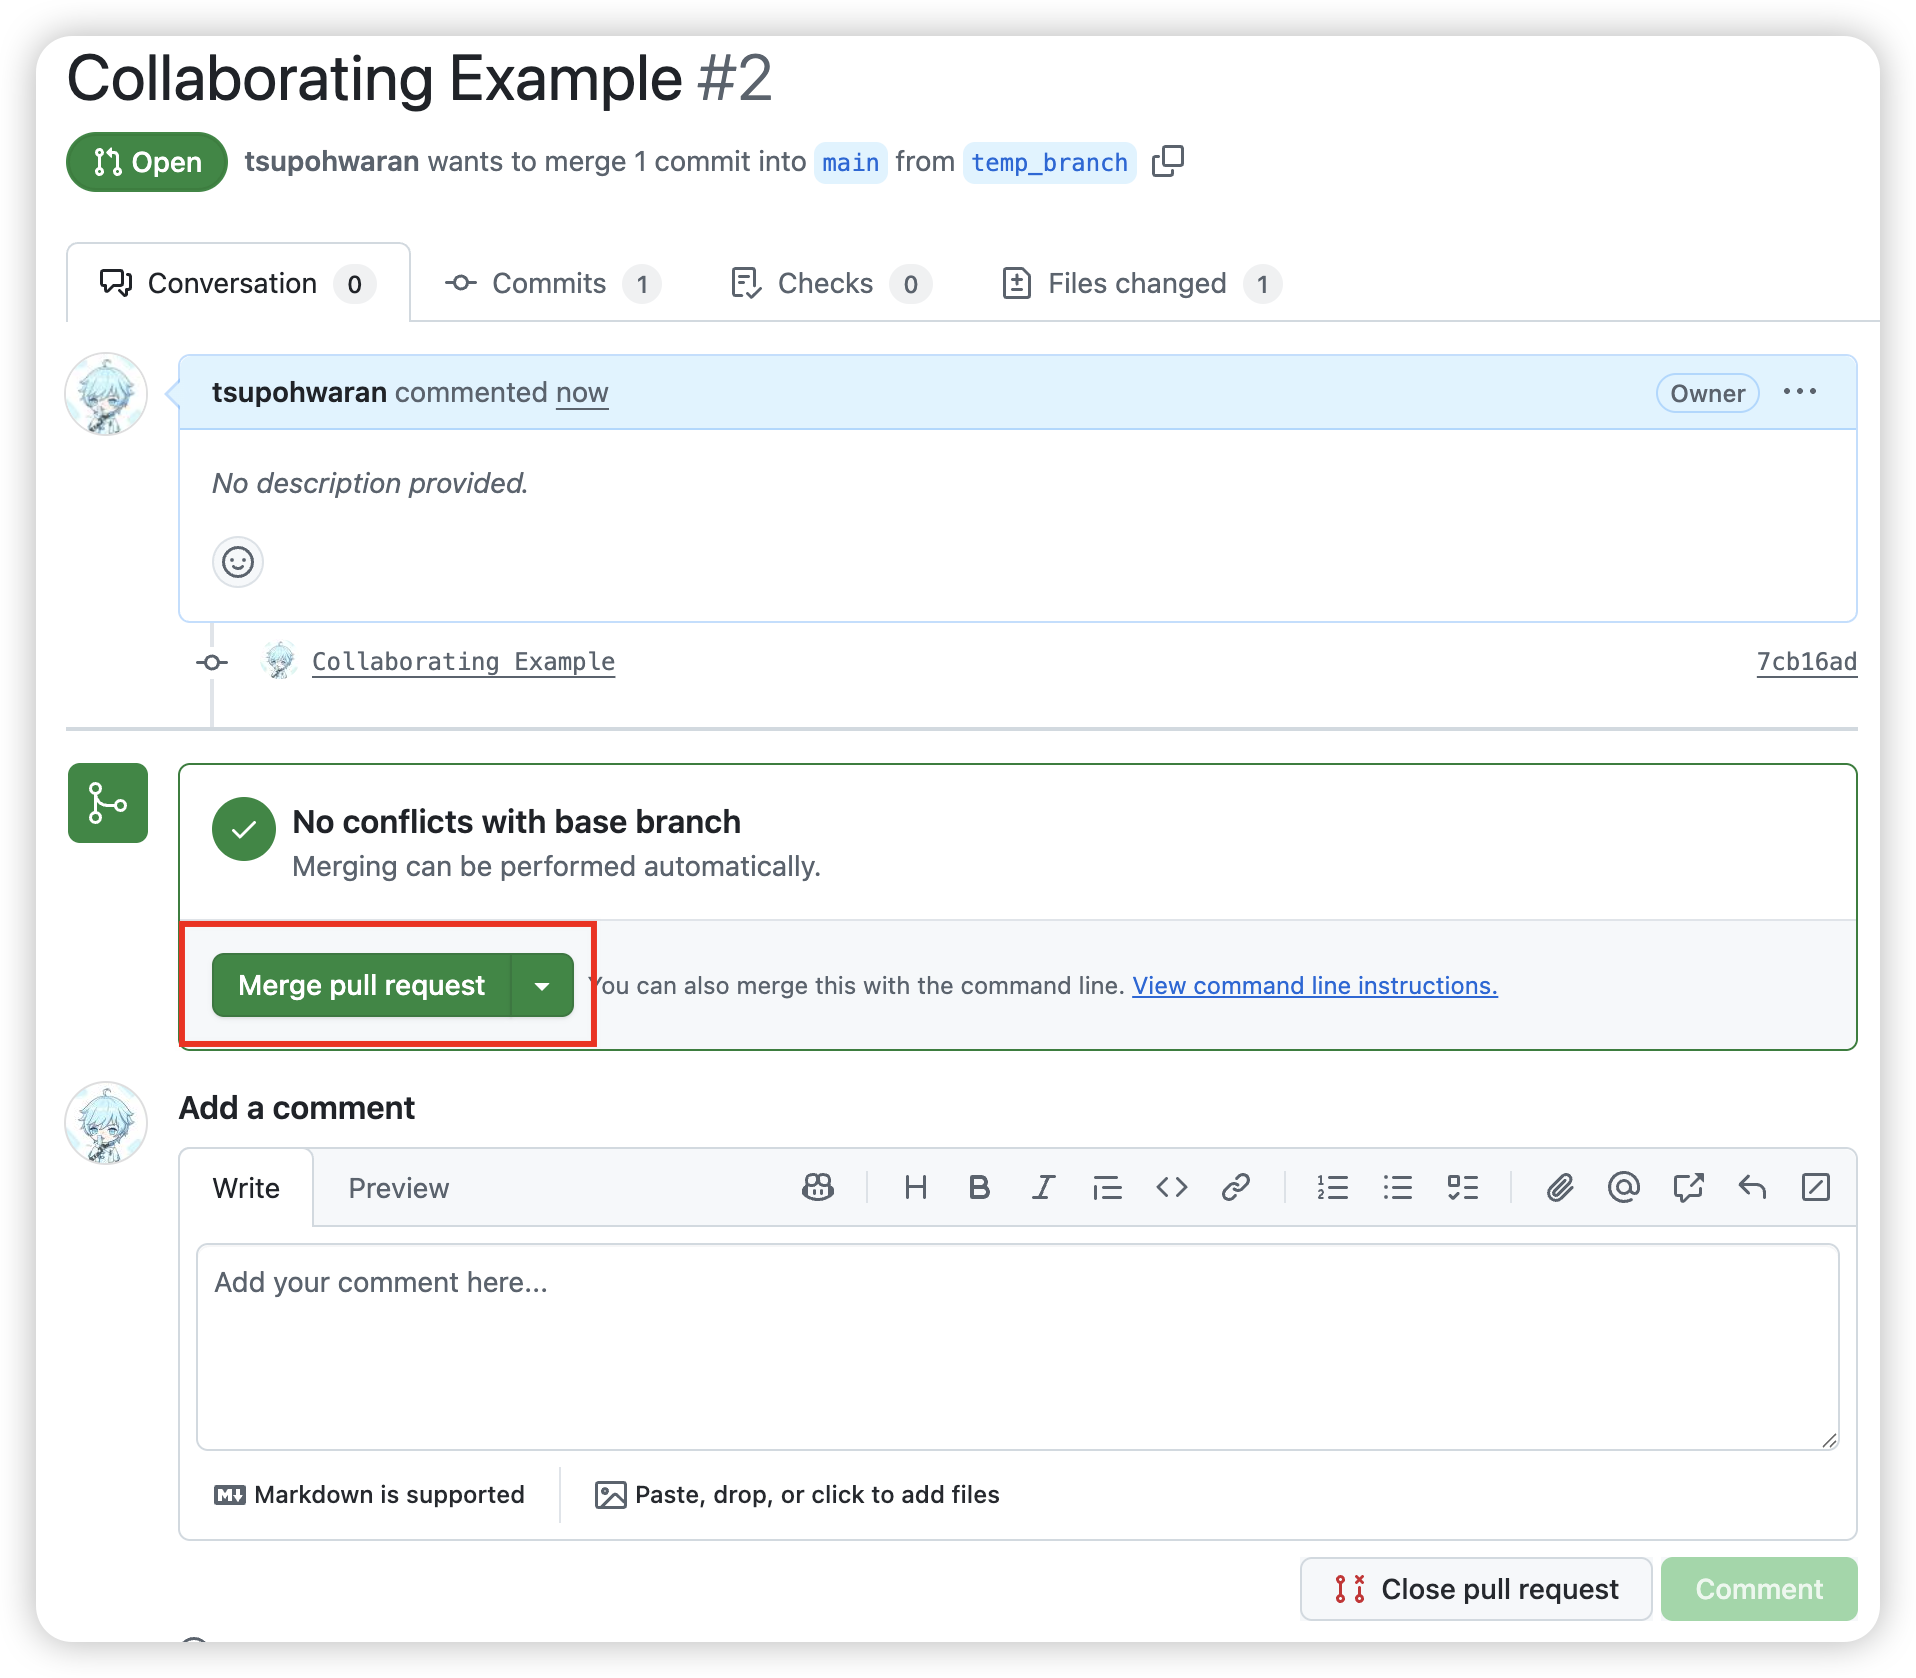 Collaborating Example #2
Open tsupohwaran wants to merge 1 commit into main from temp_branch
Conversation 0 Commits 1 Checks 0 Files changed 1
tsupohwaran commented now Owner
No description provided.
Collaborating Example 7cb16ad
No conflicts with base branch
Merging can be performed automatically.
Merge pull request You can also merge this with the command line. View command line instructions.
Add a comment
Write Preview
Add your comment here...
Markdown is supported Paste, drop, or click to add files
Close pull request Comment